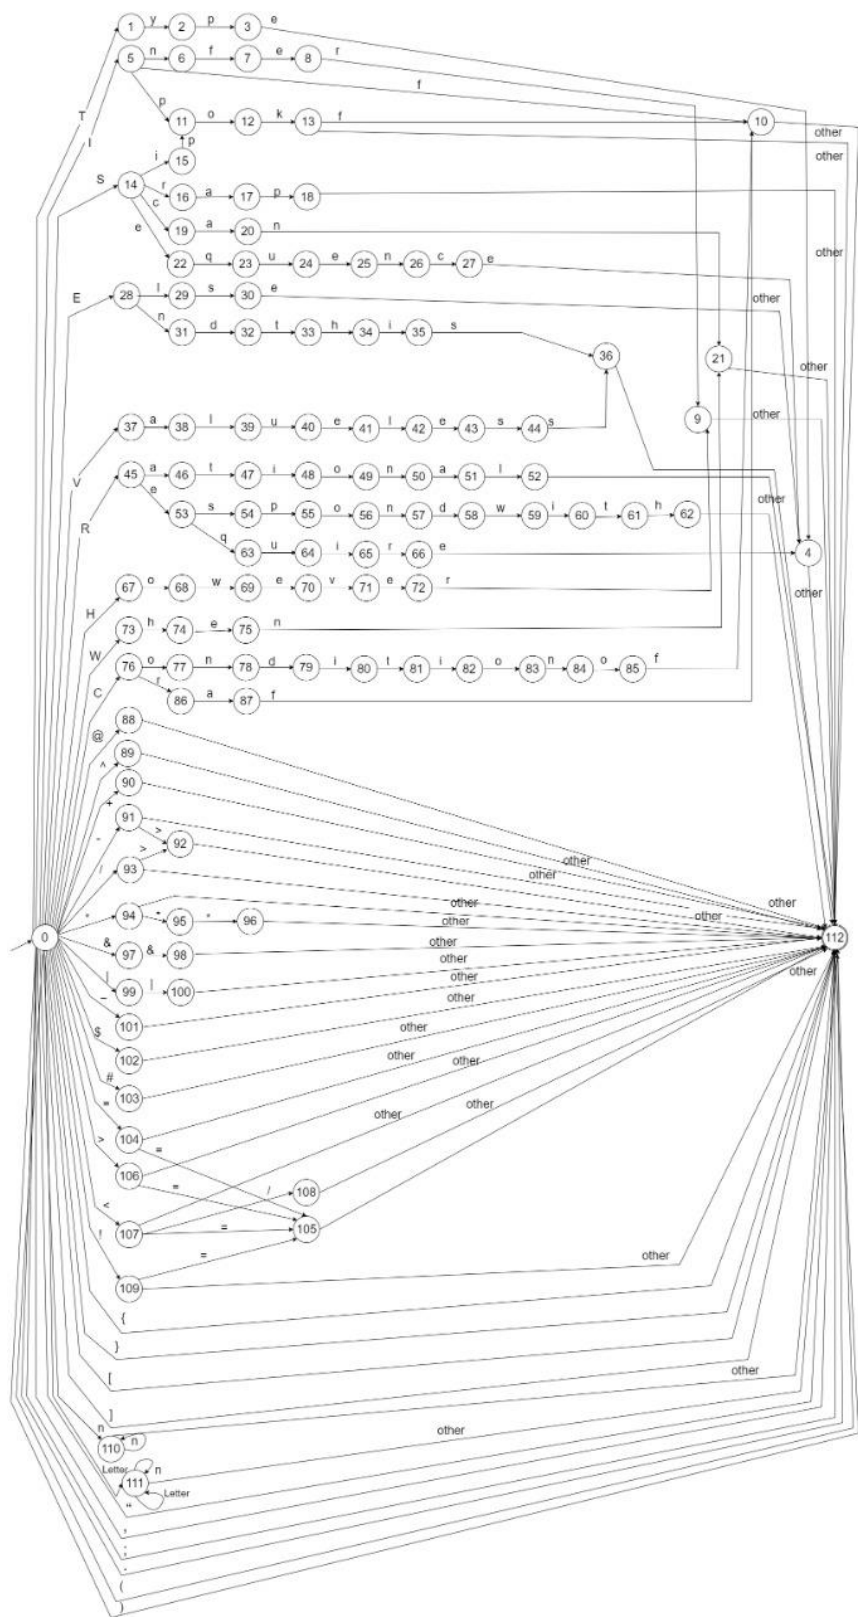 1 y 2 p 3 e
5 n 6 f 7 e 8 r
f
T
p 11 o 12 k 13 f 10 other
I
p other
i 15
S 14 r 16 a 17 p 18
c 19 a 20 n
e other
22 q 23 u 24 e 25 n 26 c 27 e
E 28 l 29 s 30 e other
n 31 d 32 t 33 h 34 i 35 s
36 21 other
9 other
37 a 38 l 39 u 40 e 41 l 42 e 43 s 44 s
V
45 a 46 t 47 i 48 o 49 n 50 a 51 l 52
e other
R 53 s 54 p 55 o 56 n 57 d 58 w 59 i 60 t 61 h 62
q 63 u 64 i 65 r 66 e 4
H 67 o 68 w 69 e 70 v 71 e 72 r other
W 73 h 74 e 75 n
C 76 o 77 n 78 d 79 i 80 t 81 i 82 o 83 n 84 o 85 f
r 86 a 87 f
@ 88
^ 89
+ 90
- 91 > 92
/ 93 > other
other
other
94 95 96 other
other
0 112
& 97 & 98 other
| 99 | 100 other
other
_ 101 other
$ 102 other
# 103 other
= 104 other
= other
> 106 other
= / 108
< 107 = 105
! 109 = other
{
}
[ other
]
n 110 n
other
Letter n
111 Letter
“
,
;
.
(
)